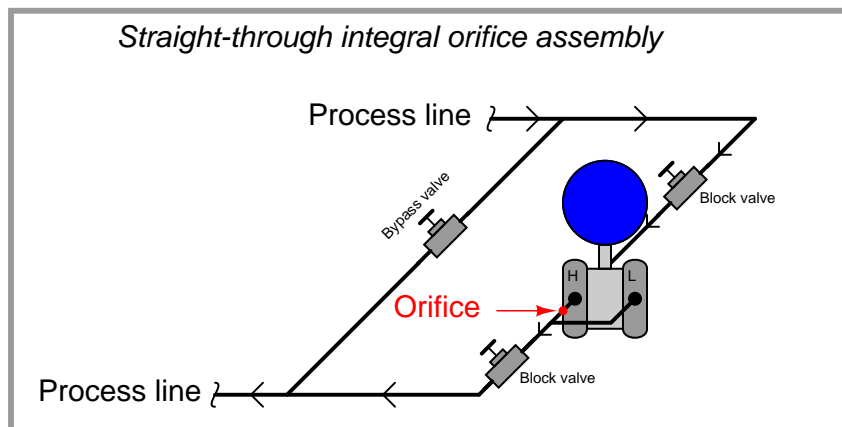 Straight-through integral orifice assembly
Process line
Bypass valve
Block valve
H
L
Orifice
Block valve
Process line